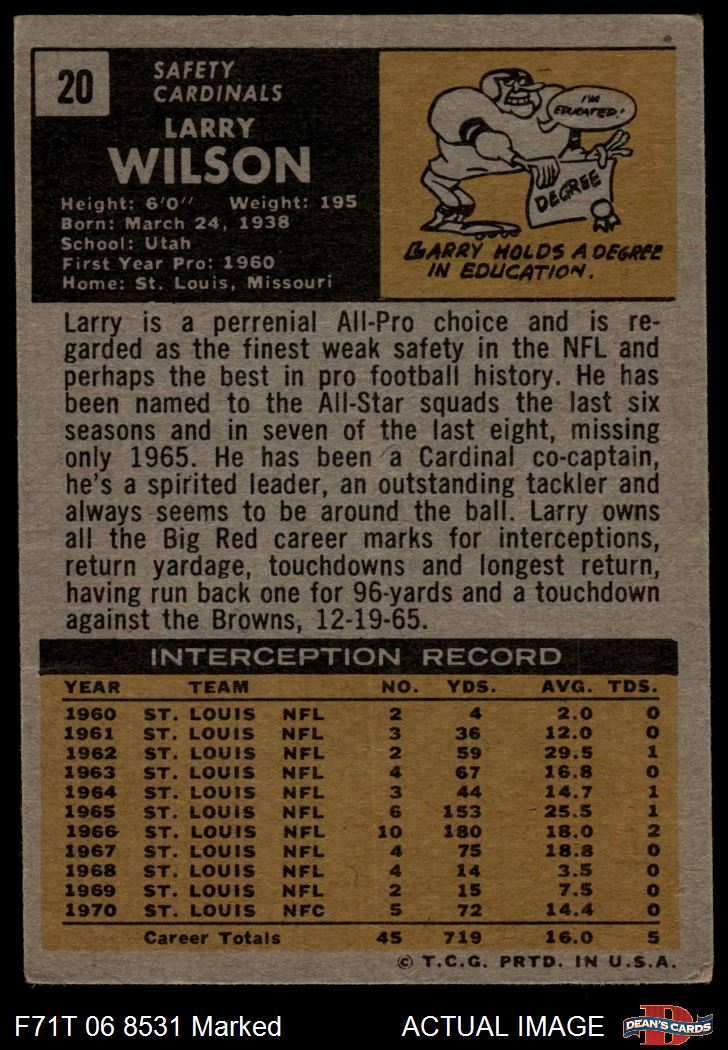 20
SAFETY
CARDINALS
LARRY
WILSON
Height: 6'0" Weight: 195
Born: March 24, 1938
School: Utah
First Year Pro: 1960
Home: St. Louis, Missouri
I'M
EDUCATED!
DEGREE
LARRY HOLDS A DEGREE
IN EDUCATION.
Larry is a perrenial All-Pro choice and is re-
garded as the finest weak safety in the NFL and
perhaps the best in pro football history. He has
been named to the All-Star squads the last six
seasons and in seven of the last eight, missing
only 1965. He has been a Cardinal co-captain,
he's a spirited leader, an outstanding tackler and
always seems to be around the ball. Larry owns
all the Big Red career marks for interceptions,
return yardage, touchdowns and longest return,
having run back one for 96-yards and a touchdown
against the Browns, 12-19-65.
INTERCEPTION RECORD
YEAR TEAM NO. YDS. AVG. TDS.
1960 ST. LOUIS NFL 2 4 2.0 0
1961 ST. LOUIS NFL 3 36 12.0 0
1962 ST. LOUIS NFL 2 59 29.5 1
1963 ST. LOUIS NFL 4 67 16.8 0
1964 ST. LOUIS NFL 3 44 14.7 1
1965 ST. LOUIS NFL 6 153 25.5 1
1966 ST. LOUIS NFL 10 180 18.0 2
1967 ST. LOUIS NFL 4 75 18.8 0
1968 ST. LOUIS NFL 4 14 3.5 0
1969 ST. LOUIS NFL 2 15 7.5 0
1970 ST. LOUIS NFC 5 72 14.4 0
Career Totals 45 719 16.0 5
© T.C.G. PRTD. IN U.S.A.
F71T 06 8531 Marked ACTUAL IMAGE
D
DEAN'S CARDS